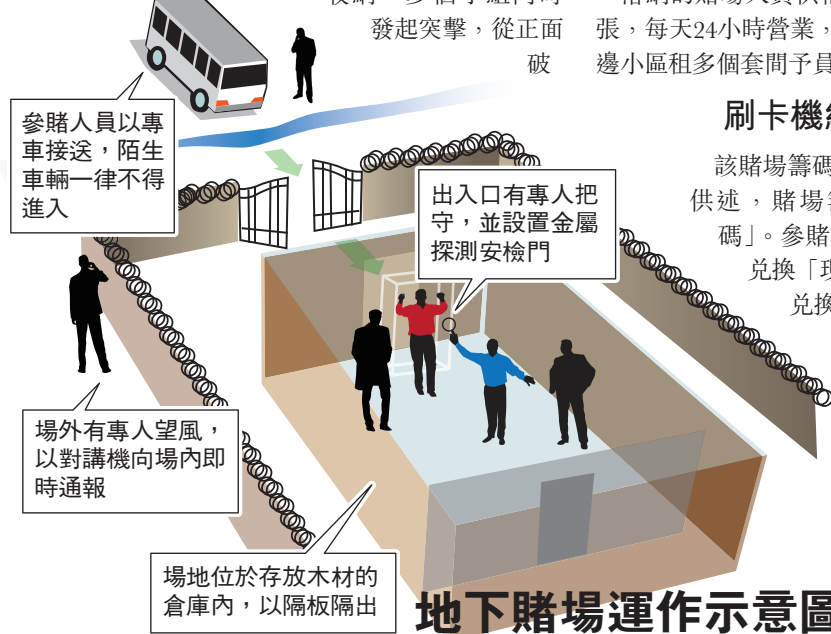 發起突擊，從正面
破
張，每天24小時營業，
邊小區租多個套間予員
刷卡機
該賭場籌碼
供述，賭場
碼」。參賭
兌換「現
兌換
參賭人員以專
車接送，陌生
車輛一律不得
進入
出入口有專人把
守，並設置金屬
探測安檢門
場外有專人望風，
以對講機向場內即
時通報
場地位於存放木材的
倉庫內，以隔板隔出
地下賭場運作示意圖